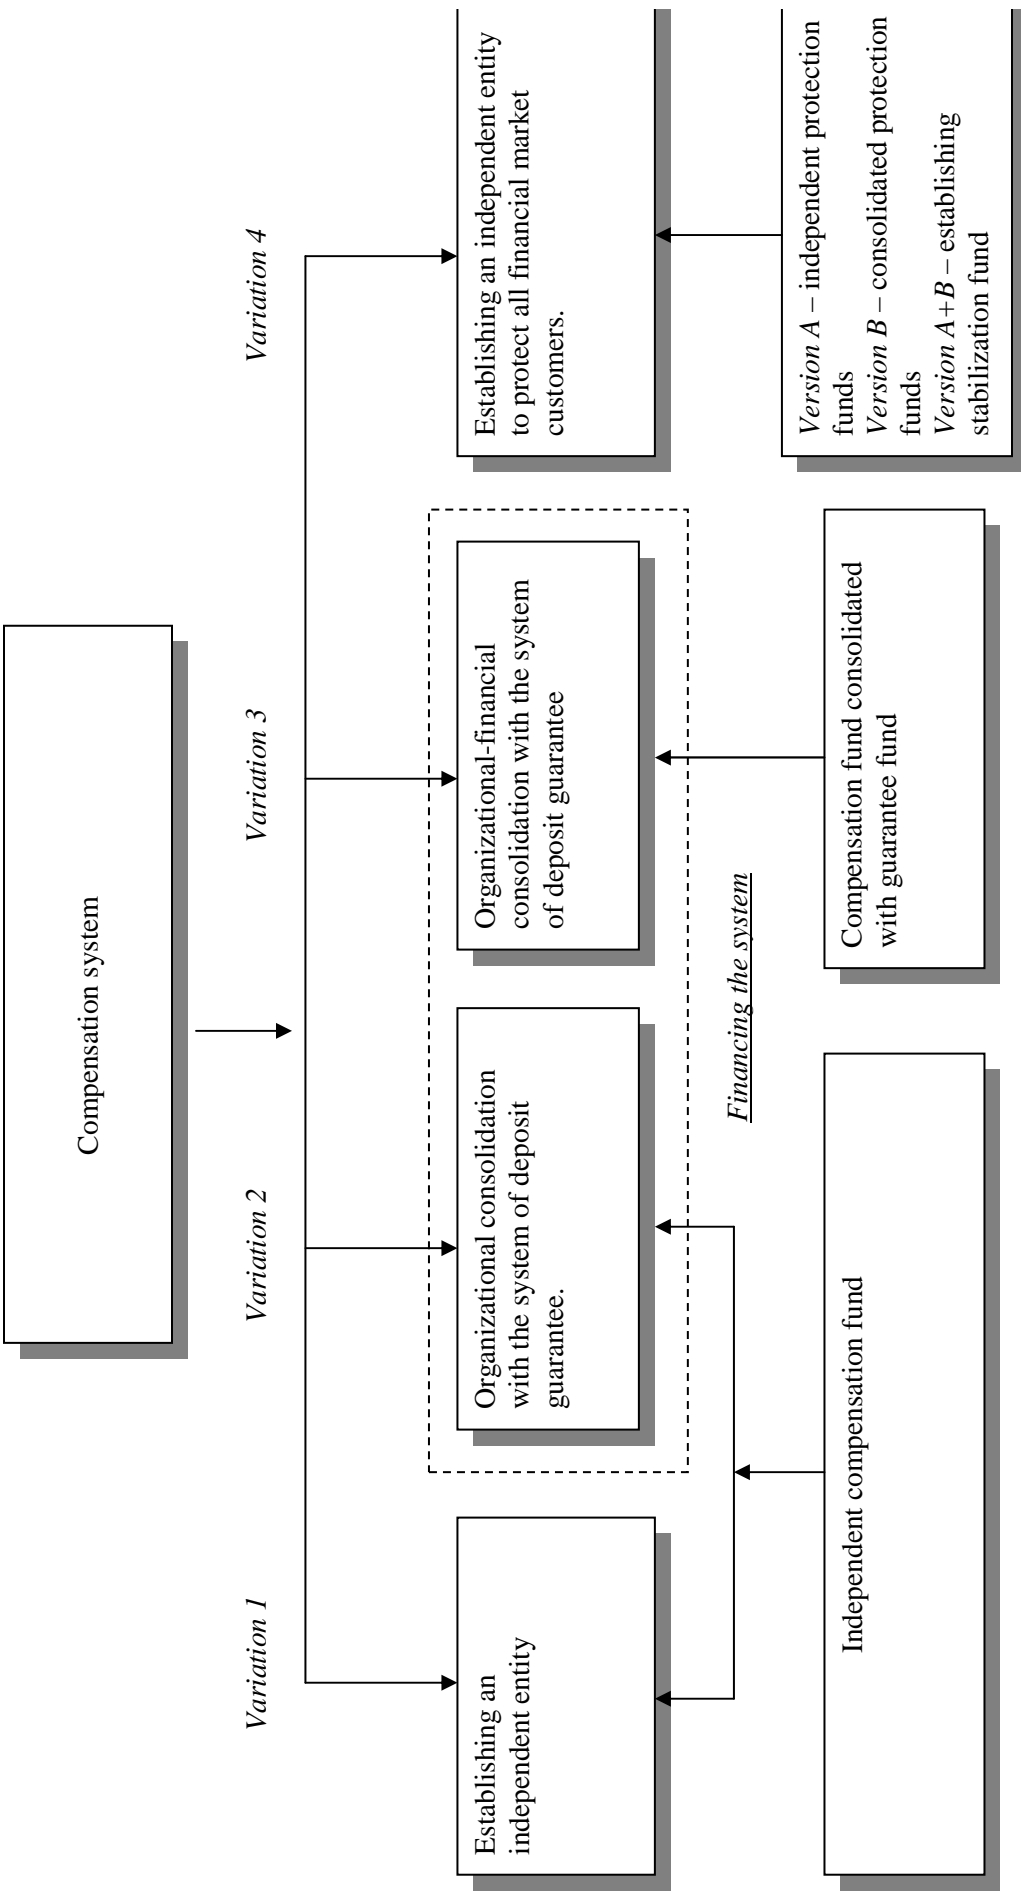 Compensation system
Variation 1
Variation 2
Variation 3
Variation 4
Establishing an
independent entity
Organizational consolidation
with the system of deposit
guarantee.
Organizational-financial
consolidation with the system
of deposit guarantee
Establishing an independent entity
to protect all financial market
customers.
Financing the system
Independent compensation fund
Compensation fund consolidated
with guarantee fund
Version A – independent protection
funds
Version B – consolidated protection
funds
Version A+B – establishing
stabilization fund